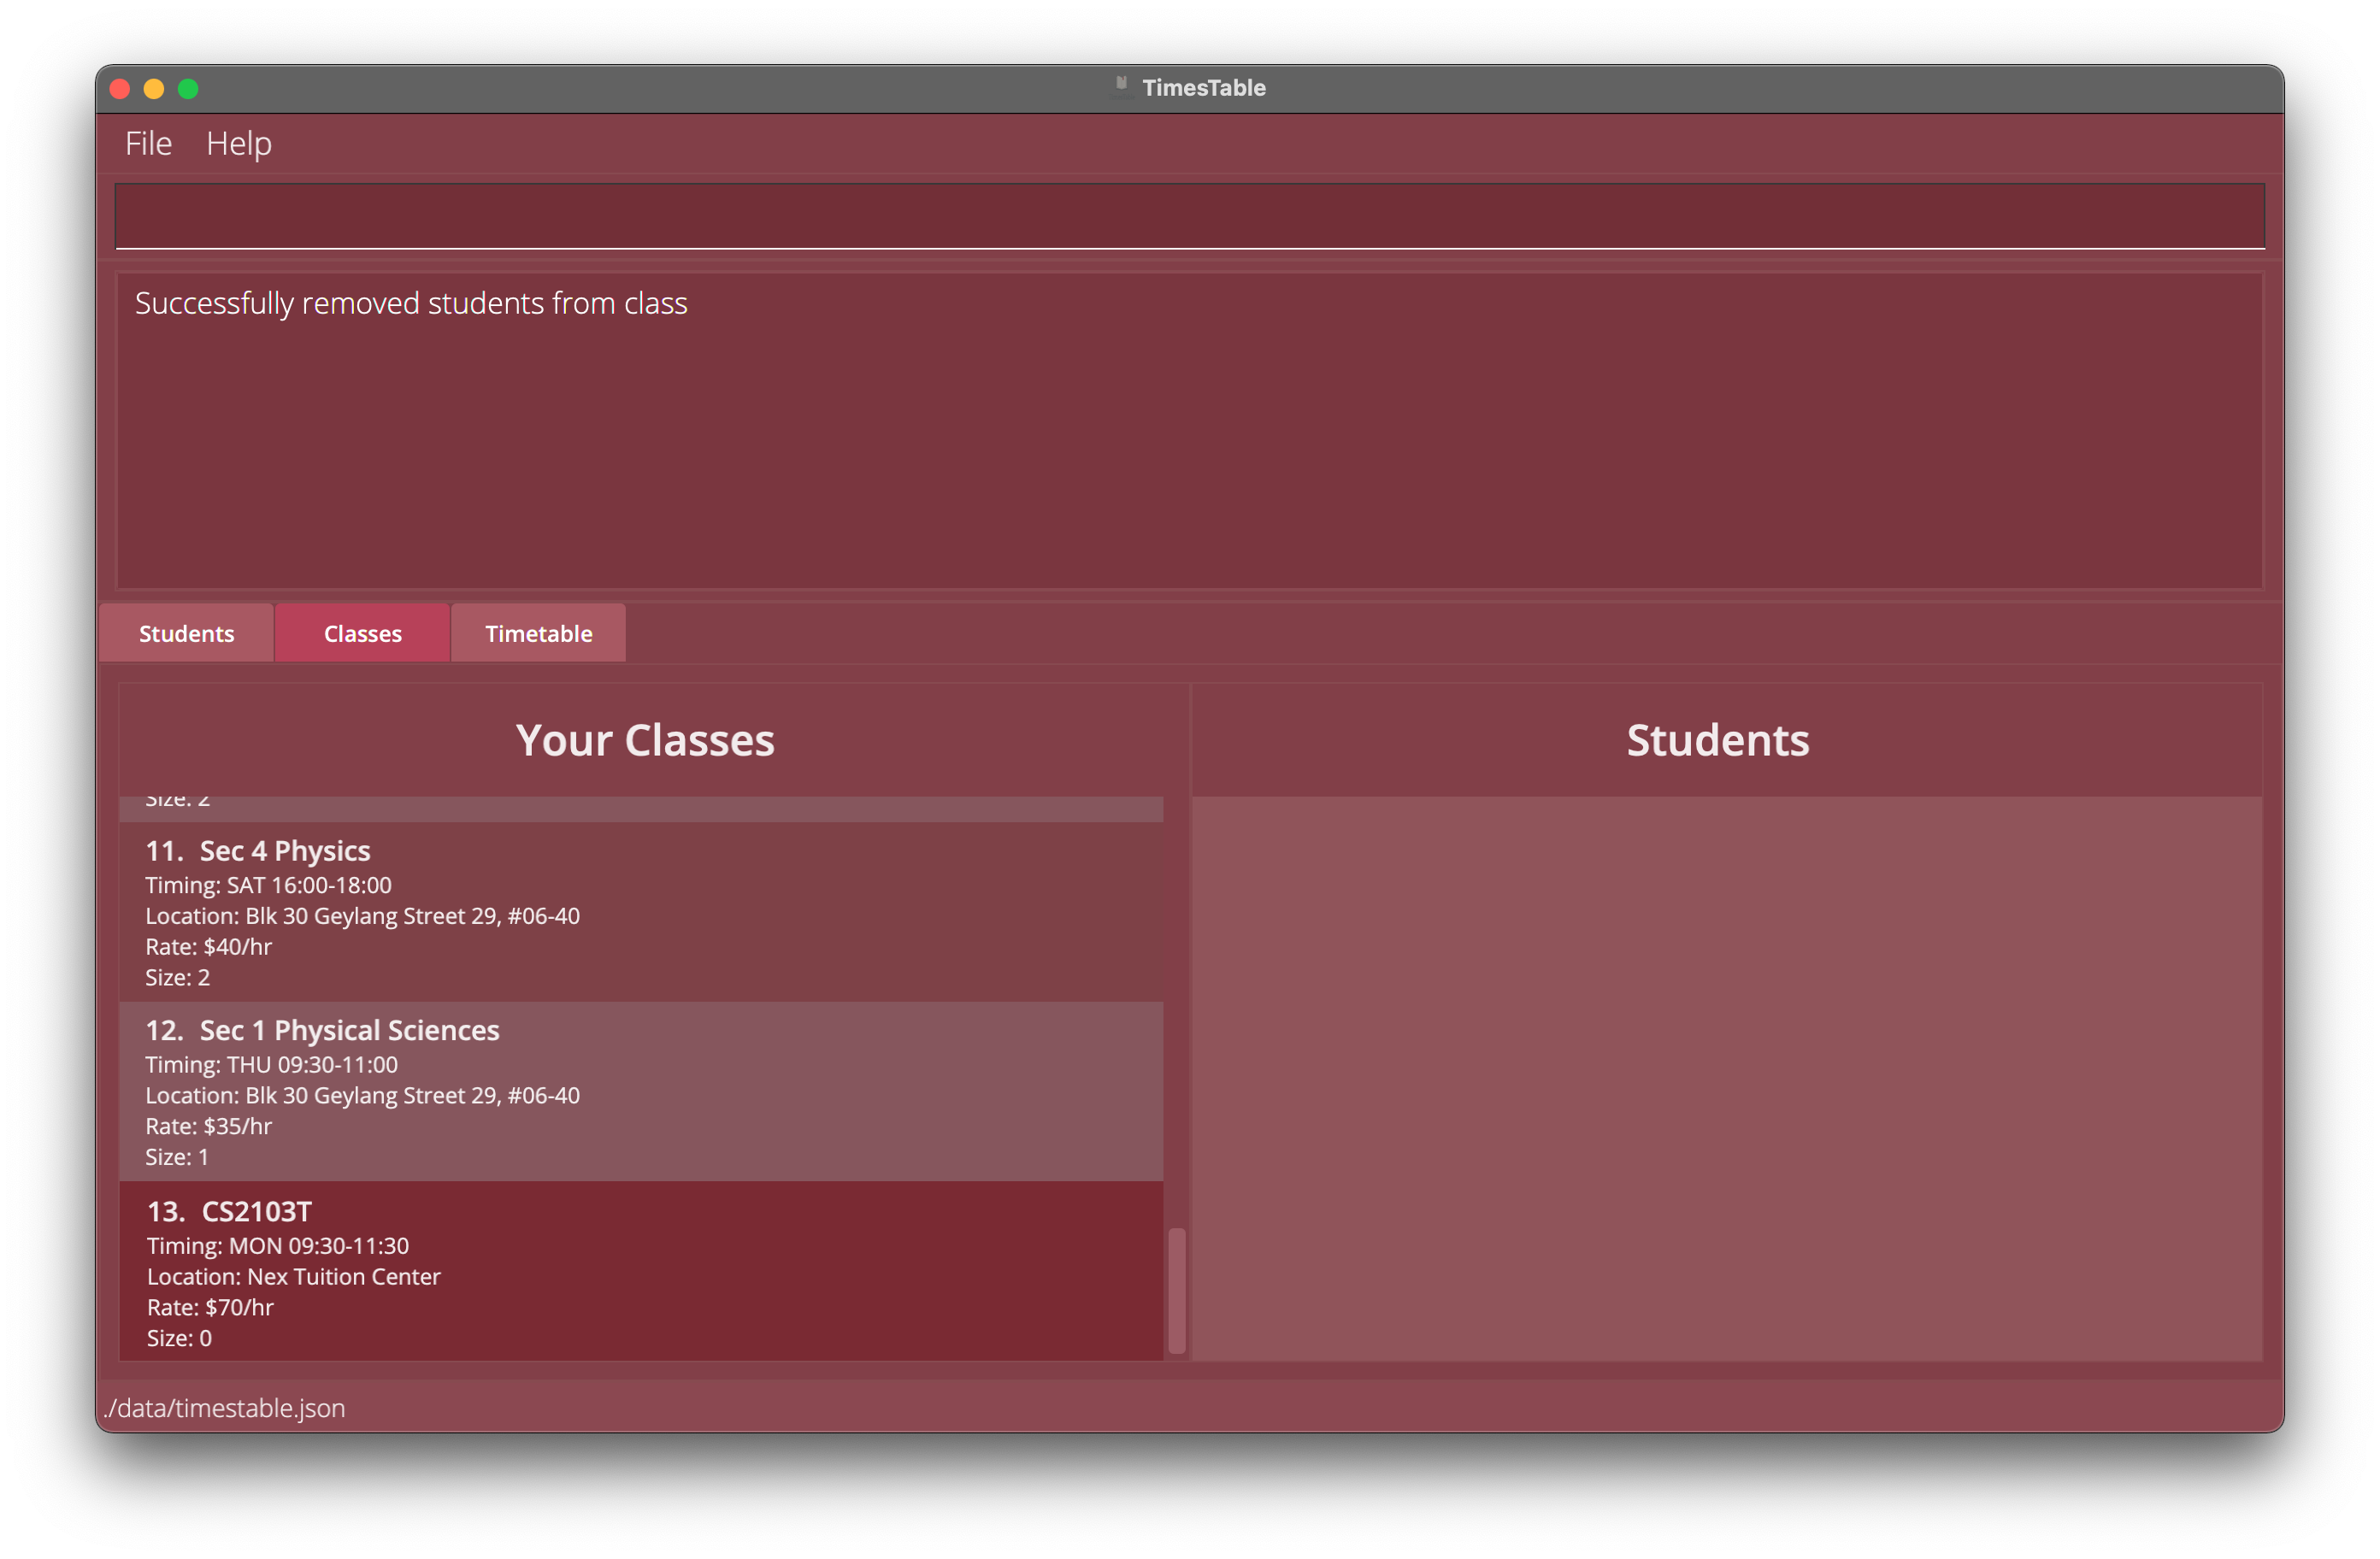 TimesTable
File Help
Successfully removed students from class
Students Classes Timetable
Your Classes
Students
Size: 2
11. Sec 4 Physics
Timing: SAT 16:00-18:00
Location: Blk 30 Geylang Street 29, #06-40
Rate: $40/hr
Size: 2
12. Sec 1 Physical Sciences
Timing: THU 09:30-11:00
Location: Blk 30 Geylang Street 29, #06-40
Rate: $35/hr
Size: 1
13. CS2103T
Timing: MON 09:30-11:30
Location: Nex Tuition Center
Rate: $70/hr
Size: 0
./data/timestable.json